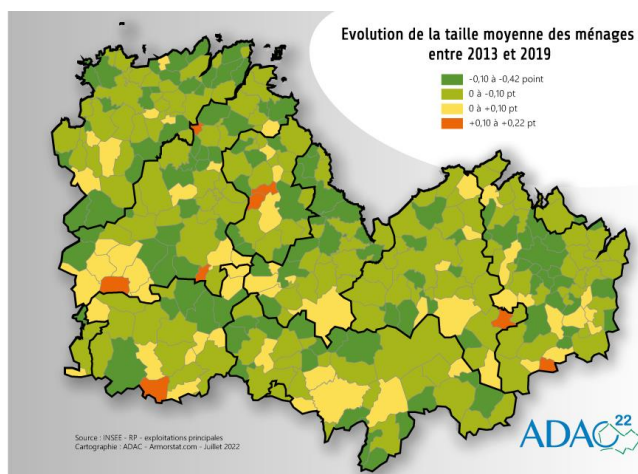 Evolution de la taille moyenne des ménages
entre 2013 et 2019
-0,10 à -0,42 point
0 à -0,10 pt
0 à +0,10 pt
+0,10 à +0,22 pt
Source : INSEE - RP - exploitations principales
Cartographie : ADAC - Armorstat.com - Juillet 2022
ADAC 22